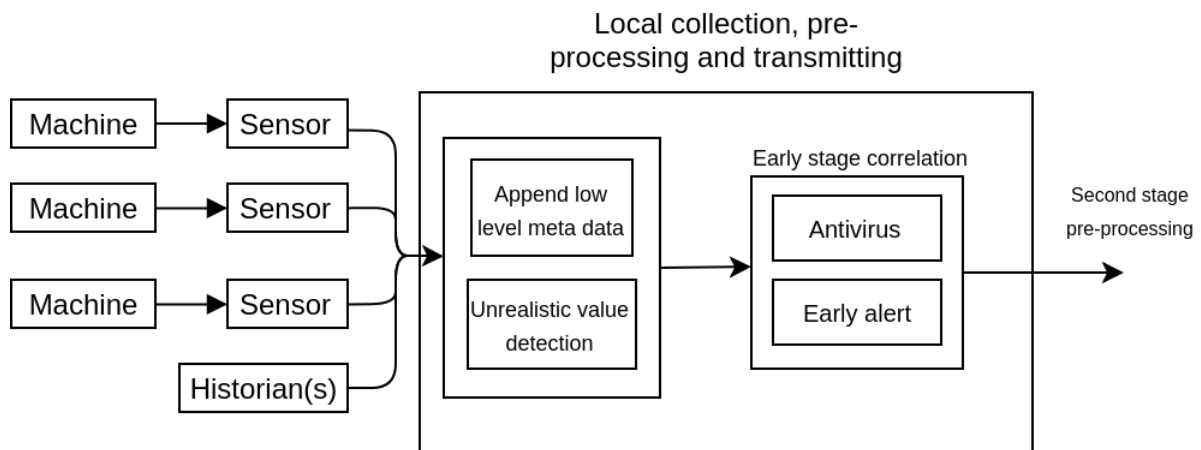 Local collection, pre-
processing and transmitting
Machine
Sensor
Machine
Sensor
Machine
Sensor
Historian(s)
Append low
level meta data
Unrealistic value
detection
Early stage correlation
Antivirus
Early alert
Second stage
pre-processing